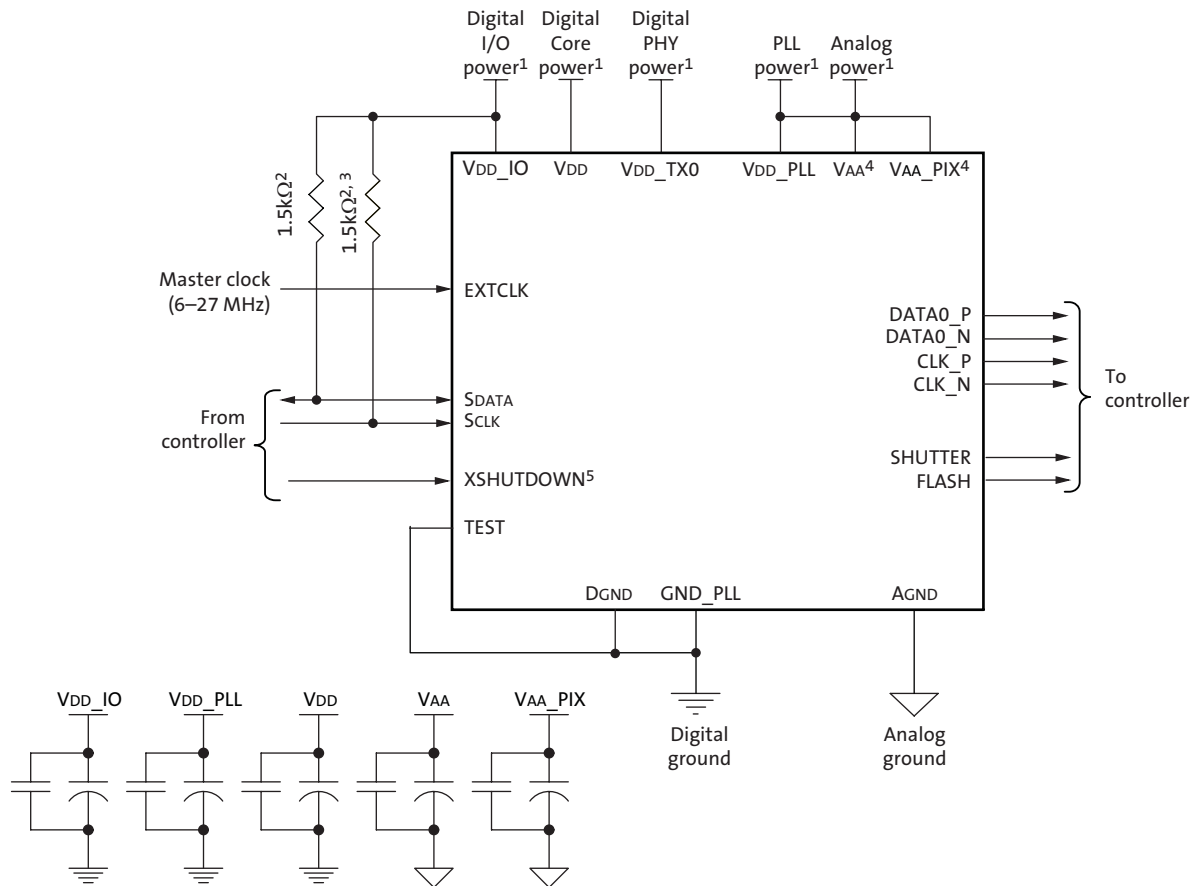 Digital
I/O
power1
Digital
Core
power1
Digital
PHY
power1
PLL
power1
Analog
power1
VDD_IO
VDD
VDD_TX0
VDD_PLL
VAA4
VAA_PIX4
1.5kΩ2
1.5kΩ2, 3
Master clock
(6–27 MHz)
EXTCLK
DATA0_P
DATA0_N
CLK_P
CLK_N
To
controller
From
controller
SDATA
SCLK
XSHUTDOWN5
TEST
SHUTTER
FLASH
DGND
GND_PLL
AGND
VDD_IO
VDD_PLL
VDD
VAA
VAA_PIX
Digital
ground
Analog
ground